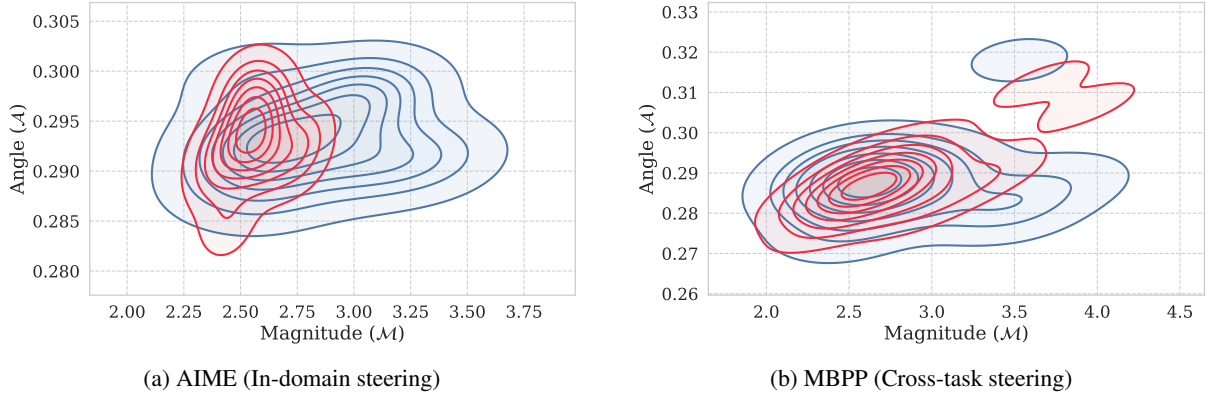 0.305
0.300
0.295
0.290
0.285
0.280
Angle (𝒜)
2.00 2.25 2.50 2.75 3.00 3.25 3.50 3.75
Magnitude (ℳ)
(a) AIME (In-domain steering)
0.33
0.32
0.31
0.30
0.29
0.28
0.27
0.26
Angle (𝒜)
2.0 2.5 3.0 3.5 4.0 4.5
Magnitude (ℳ)
(b) MBPP (Cross-task steering)